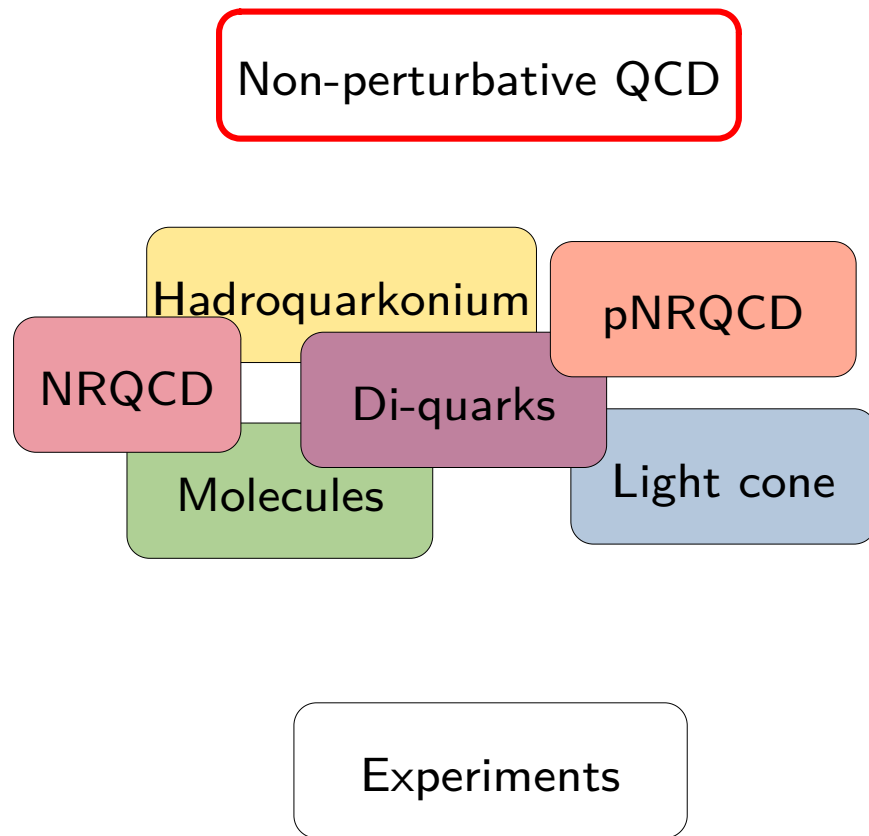 Non-perturbative QCD
Hadroquarkonium
pNRQCD
NRQCD
Di-quarks
Light cone
Molecules
Experiments